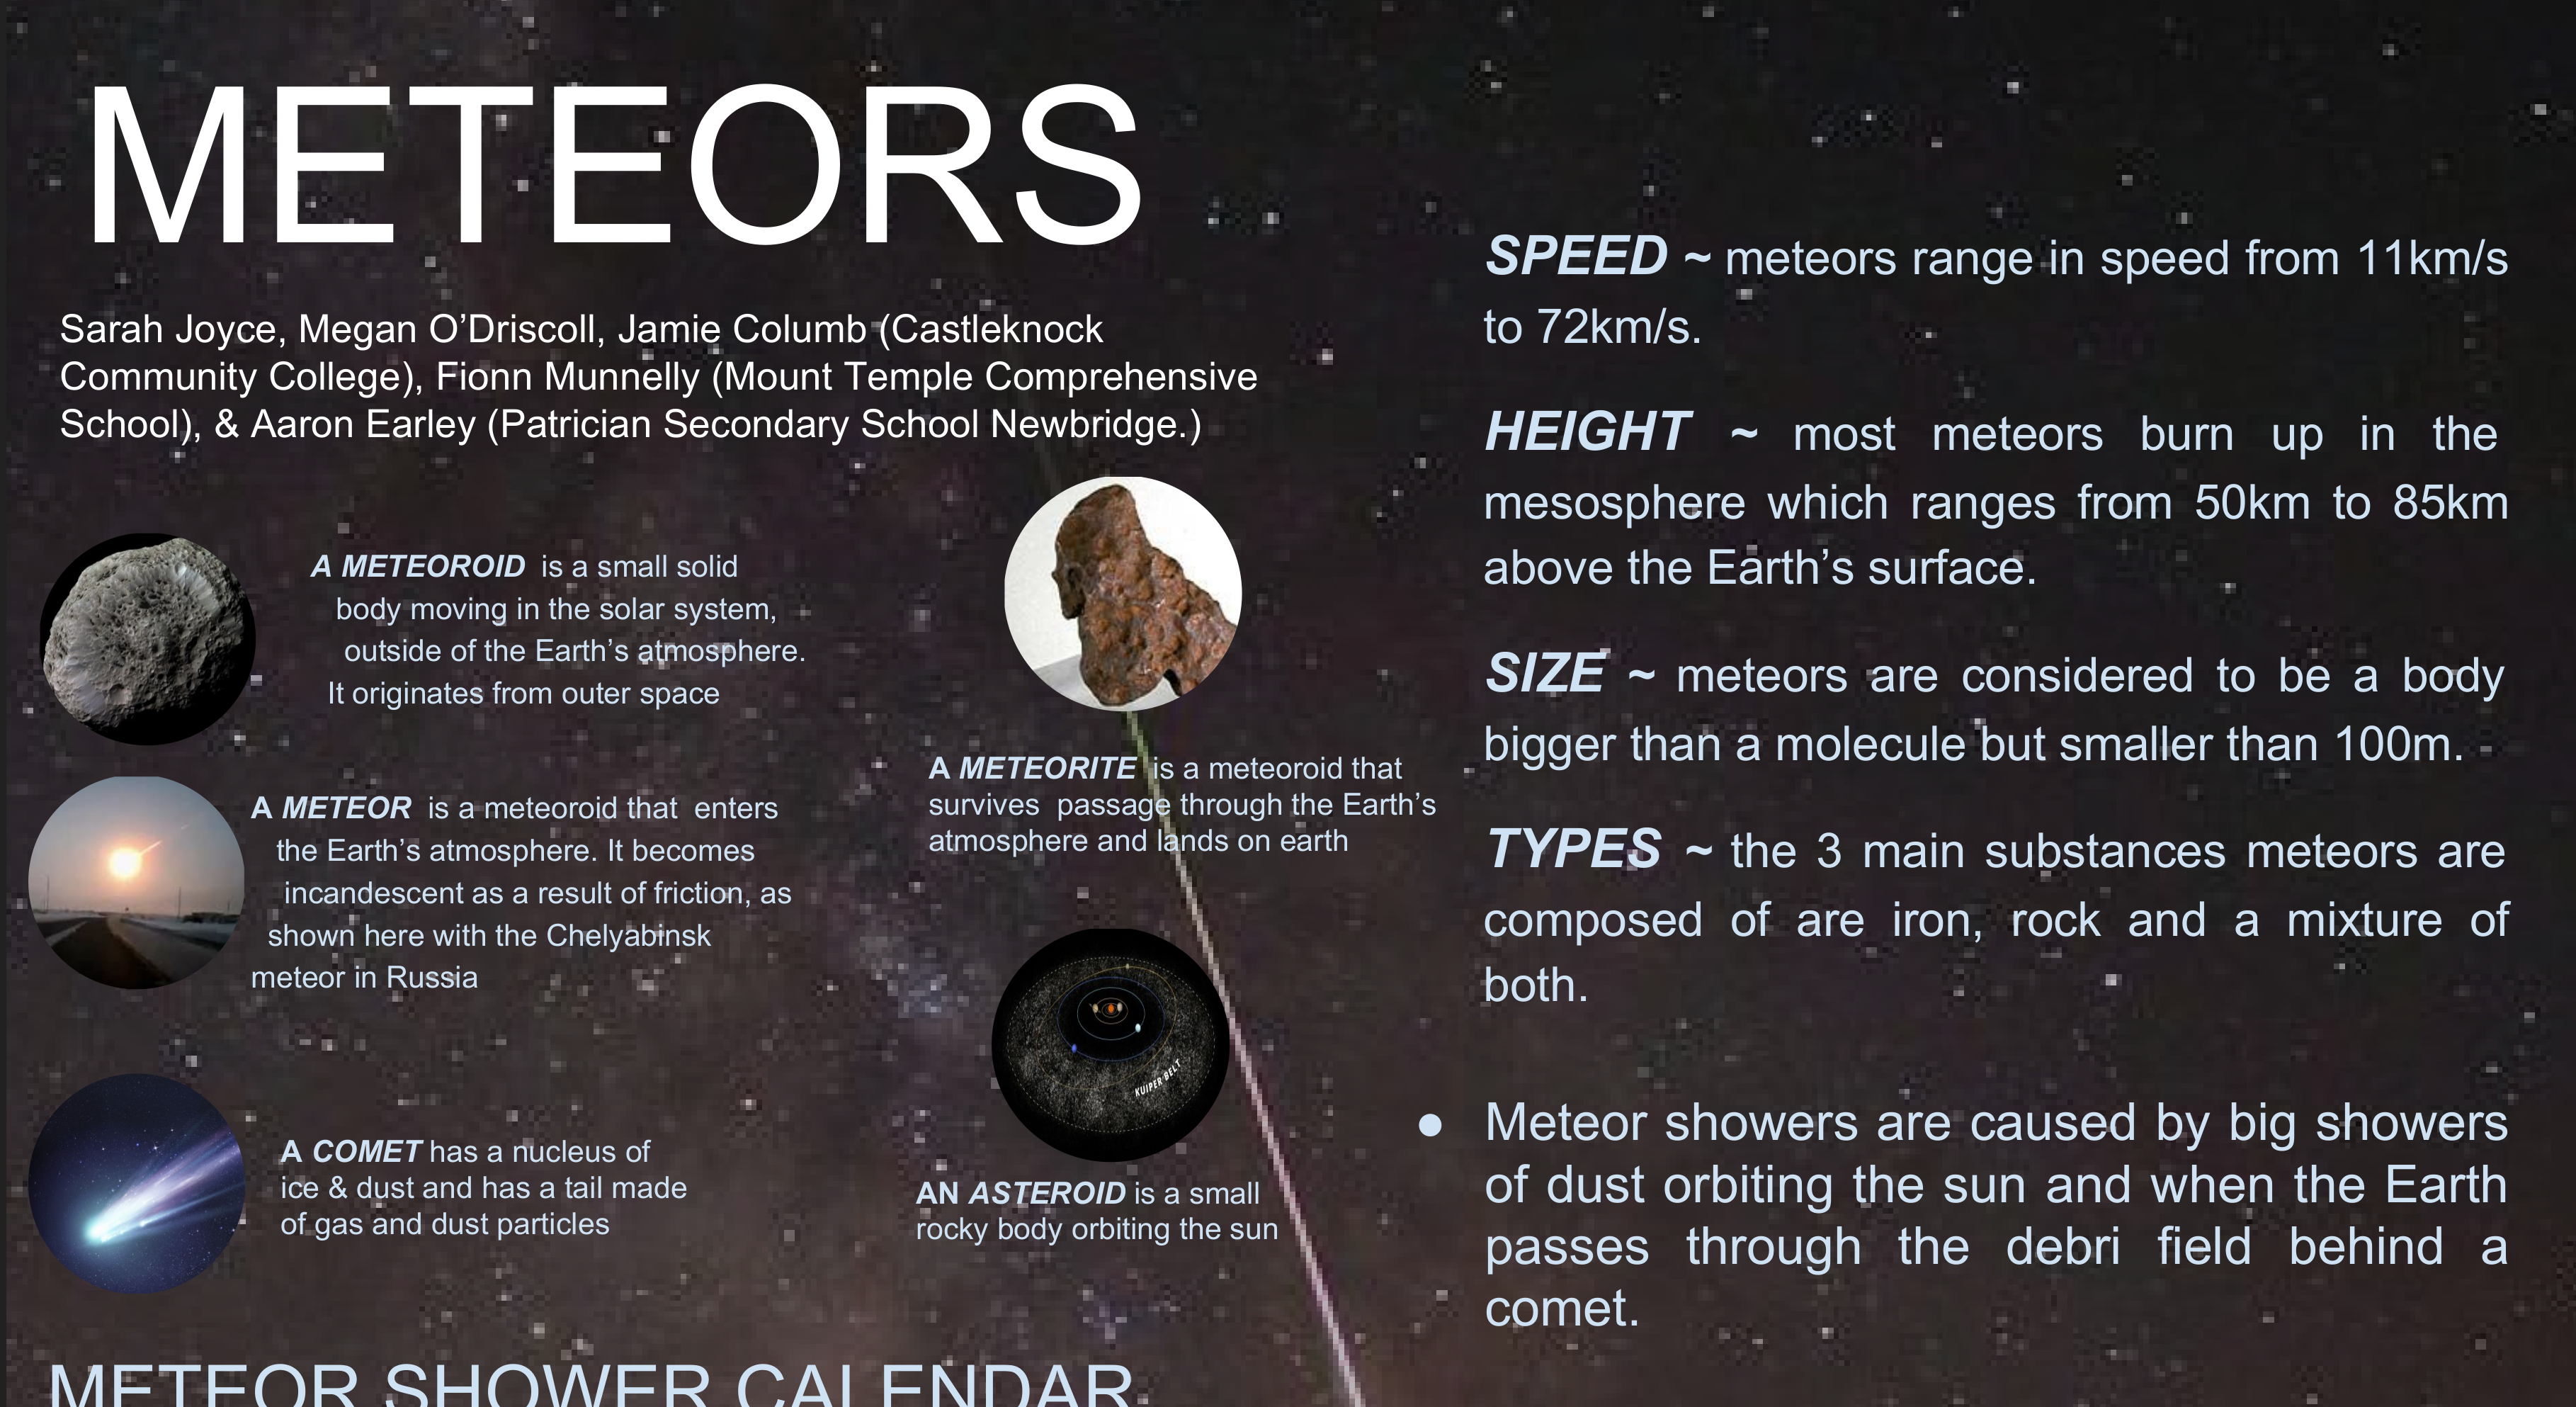 METEORS
Sarah Joyce, Megan O’Driscoll, Jamie Columb (Castleknock
Community College), Fionn Munnelly (Mount Temple Comprehensive
School), & Aaron Earley (Patrician Secondary School Newbridge.)
A METEOROID is a small solid
body moving in the solar system,
outside of the Earth’s atmosphere.
It originates from outer space
A METEOR is a meteoroid that enters
the Earth’s atmosphere. It becomes
incandescent as a result of friction, as
shown here with the Chelyabinsk
meteor in Russia
A COMET has a nucleus of
ice & dust and has a tail made
of gas and dust particles
A METEORITE is a meteoroid that
survives passage through the Earth’s
atmosphere and lands on earth
KUIPER BELT
AN ASTEROID is a small
rocky body orbiting the sun
SPEED ~ meteors range in speed from 11km/s
to 72km/s.
HEIGHT ~ most meteors burn up in the
mesosphere which ranges from 50km to 85km
above the Earth’s surface.
SIZE ~ meteors are considered to be a body
bigger than a molecule but smaller than 100m.
TYPES ~ the 3 main substances meteors are
composed of are iron, rock and a mixture of
both.
● Meteor showers are caused by big showers
of dust orbiting the sun and when the Earth
passes through the debri field behind a
comet.
METEOR SHOWER CALENDAR